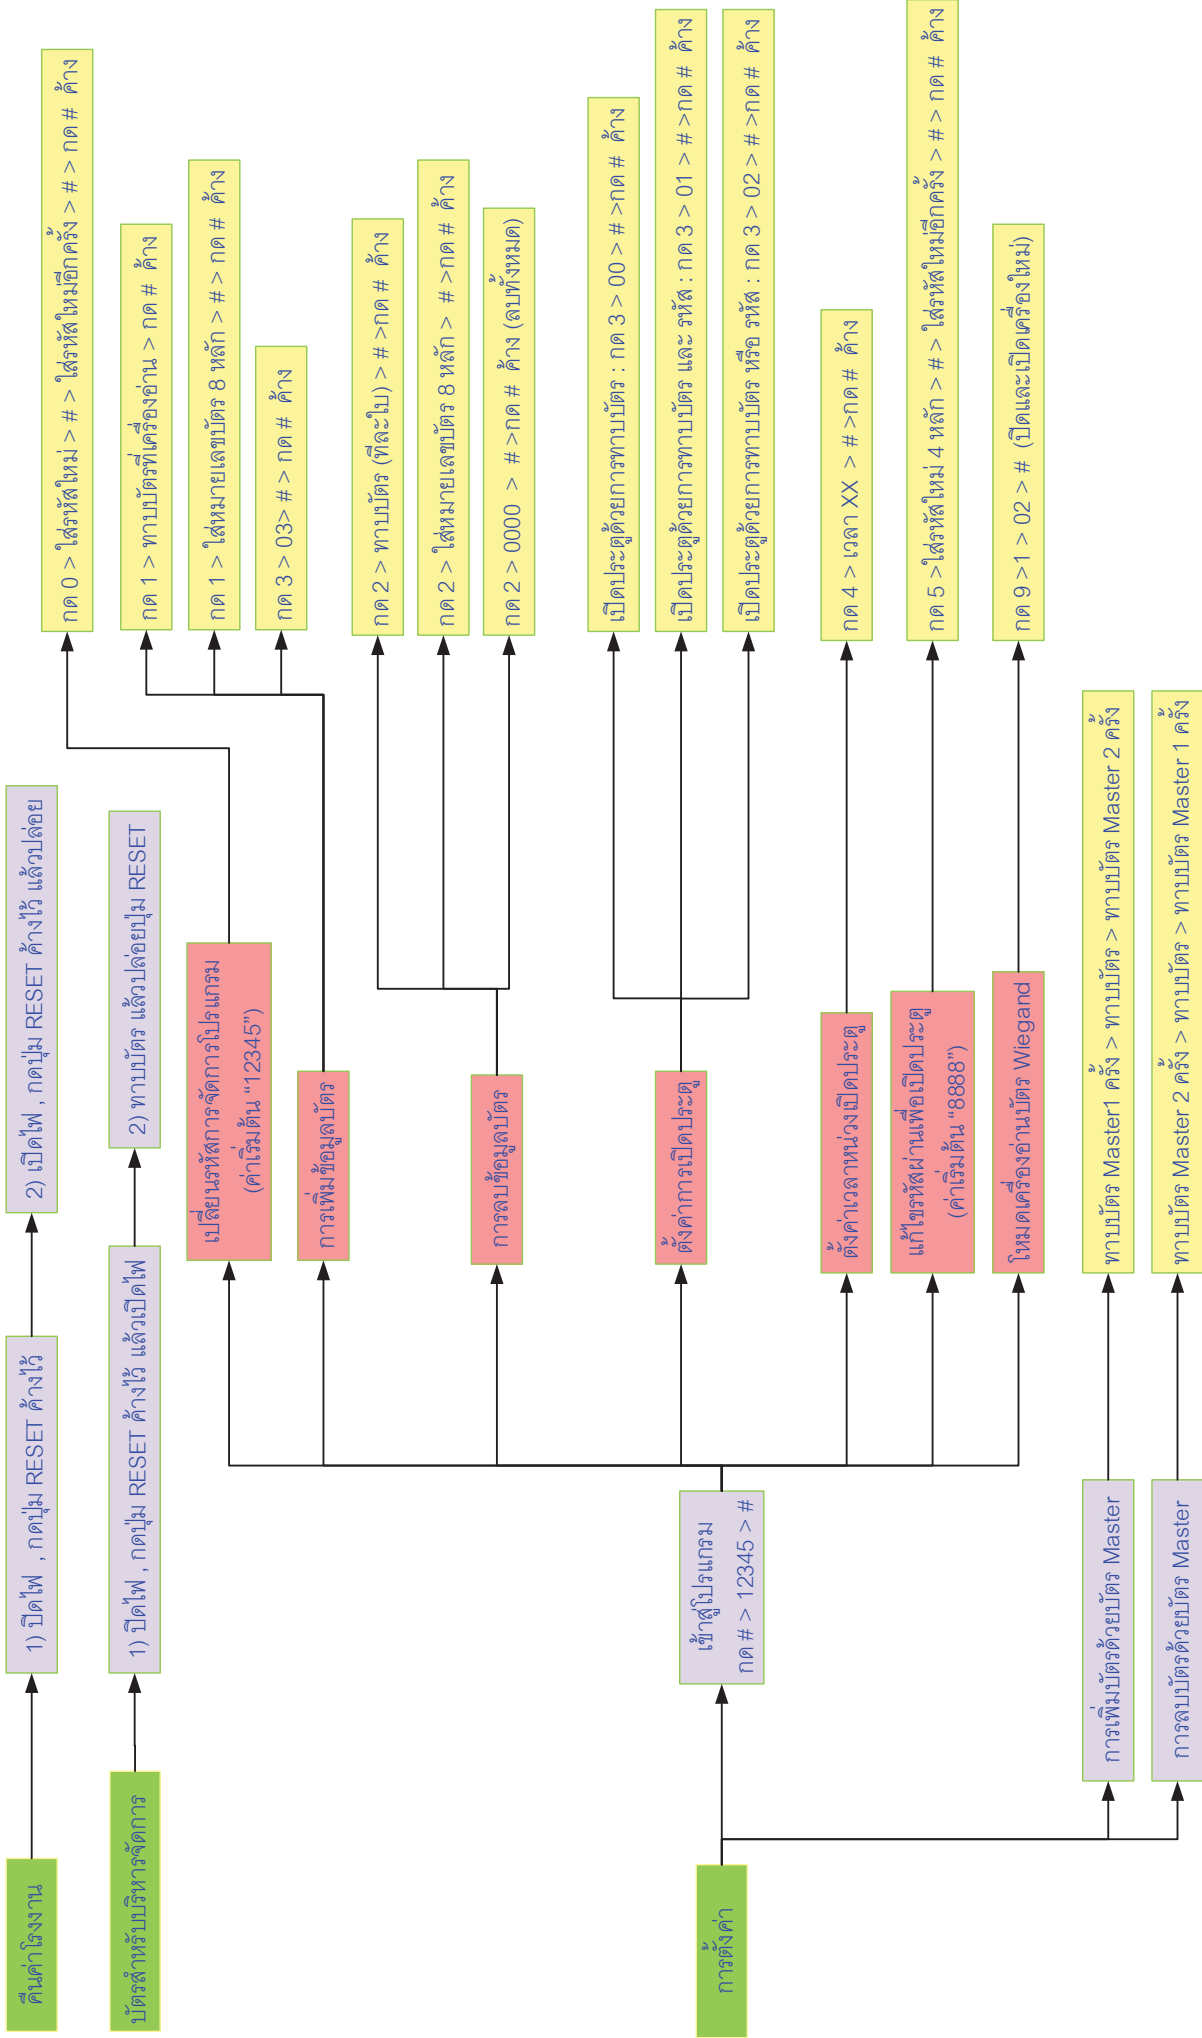 คืนค่าโรงงาน
1) ปิดไฟ , กดปุ่ม RESET ค้างไว้
2) เปิดไฟ , กดปุ่ม RESET ค้างไว้ แล้วปล่อย
บัตรสำหรับบริหารจัดการ
1) ปิดไฟ , กดปุ่ม RESET ค้างไว้ แล้วเปิดไฟ
2) ทาบบัตร แล้วปล่อยปุ่ม RESET
การตั้งค่า
เข้าสู่โปรแกรม
กด # > 12345 > #
เปลี่ยนรหัสการจัดการโปรแกรม
(ค่าเริ่มต้น “12345”)
กด 0 > ใส่รหัสใหม่ > # > ใส่รหัสใหม่อีกครั้ง > # > กด # ค้าง
การเพิ่มข้อมูลบัตร
กด 1 > ทาบบัตรที่เครื่องอ่าน > กด # ค้าง
กด 1 > ใส่หมายเลขบัตร 8 หลัก > # > กด # ค้าง
กด 3 > 03> # > กด # ค้าง
การลบข้อมูลบัตร
กด 2 > ทาบบัตร (ทีละใบ) > # >กด # ค้าง
กด 2 > ใส่หมายเลขบัตร 8 หลัก > # >กด # ค้าง
กด 2 > 0000 > # >กด # ค้าง (ลบทั้งหมด)
ตั้งค่าการเปิดประตู
เปิดประตูด้วยการทาบบัตร : กด 3 > 00 > # >กด # ค้าง
เปิดประตูด้วยการทาบบัตร และ รหัส : กด 3 > 01 > # >กด # ค้าง
เปิดประตูด้วยการทาบบัตร หรือ รหัส : กด 3 > 02 > # >กด # ค้าง
ตั้งค่าเวลาหน่วงเปิดประตู
กด 4 > เวลา XX > # >กด # ค้าง
แก้ไขรหัสผ่านเพื่อเปิดประตู
(ค่าเริ่มต้น “8888”)
กด 5 >ใส่รหัสใหม่ 4 หลัก > # > ใส่รหัสใหม่อีกครั้ง > # > กด # ค้าง
โหมดเครื่องอ่านบัตร Wiegand
กด 9 >1 > 02 > # (ปิดและเปิดเครื่องใหม่)
การเพิ่มบัตรด้วยบัตร Master
ทาบบัตร Master1 ครั้ง > ทาบบัตร > ทาบบัตร Master 2 ครั้ง
การลบบัตรด้วยบัตร Master
ทาบบัตร Master 2 ครั้ง > ทาบบัตร > ทาบบัตร Master 1 ครั้ง